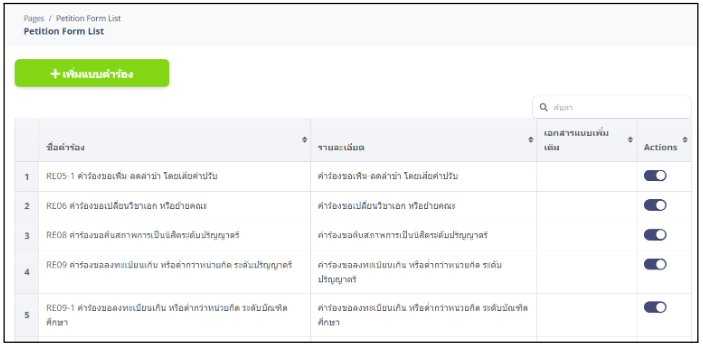 Pages / Petition Form List
Petition Form List
+ เพิ่มแบบคำร้อง
ค้นหา
ชื่อคำร้อง รายละเอียด เอกสารแนบเพิ่ม
เติม Actions
1 RE05-1 คำร้องขอเพิ่ม-ลดล่าช้า โดยเสียค่าปรับ คำร้องขอเพิ่ม-ลดล่าช้า โดยเสียค่าปรับ
2 RE06 คำร้องขอเปลี่ยนวิชาเอก หรือย้ายคณะ คำร้องขอเปลี่ยนวิชาเอก หรือย้ายคณะ
3 RE08 คำร้องขอคืนสภาพการเป็นนิสิตระดับปริญญาตรี คำร้องขอคืนสภาพการเป็นนิสิตระดับปริญญาตรี
4 RE09 คำร้องขอลงทะเบียนเกิน หรือต่ำกว่าหน่วยกิต ระดับปริญญาตรี คำร้องขอลงทะเบียนเกิน หรือต่ำกว่าหน่วยกิต ระดับ
ปริญญาตรี
5 RE09-1 คำร้องขอลงทะเบียนเกิน หรือต่ำกว่าหน่วยกิต ระดับบัณฑิต คำร้องขอลงทะเบียนเกิน หรือต่ำกว่าหน่วยกิต ระดับบัณฑิต
ศึกษา ศึกษา